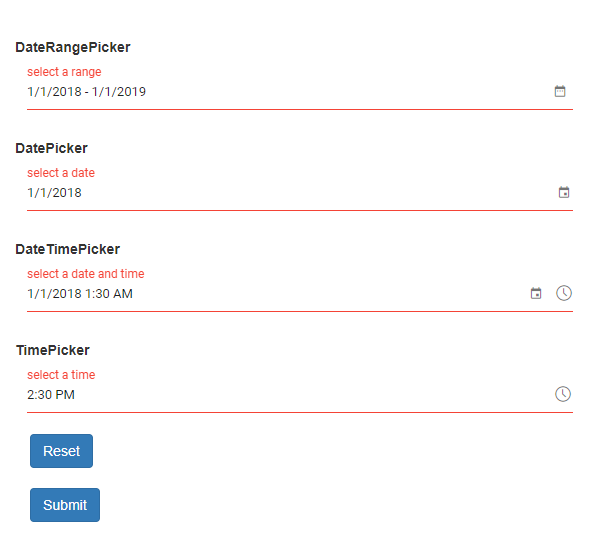 DateRangePicker
select a range
1/1/2018 - 1/1/2019
DatePicker
select a date
1/1/2018
DateTimePicker
select a date and time
1/1/2018 1:30 AM
TimePicker
select a time
2:30 PM
Reset
Submit